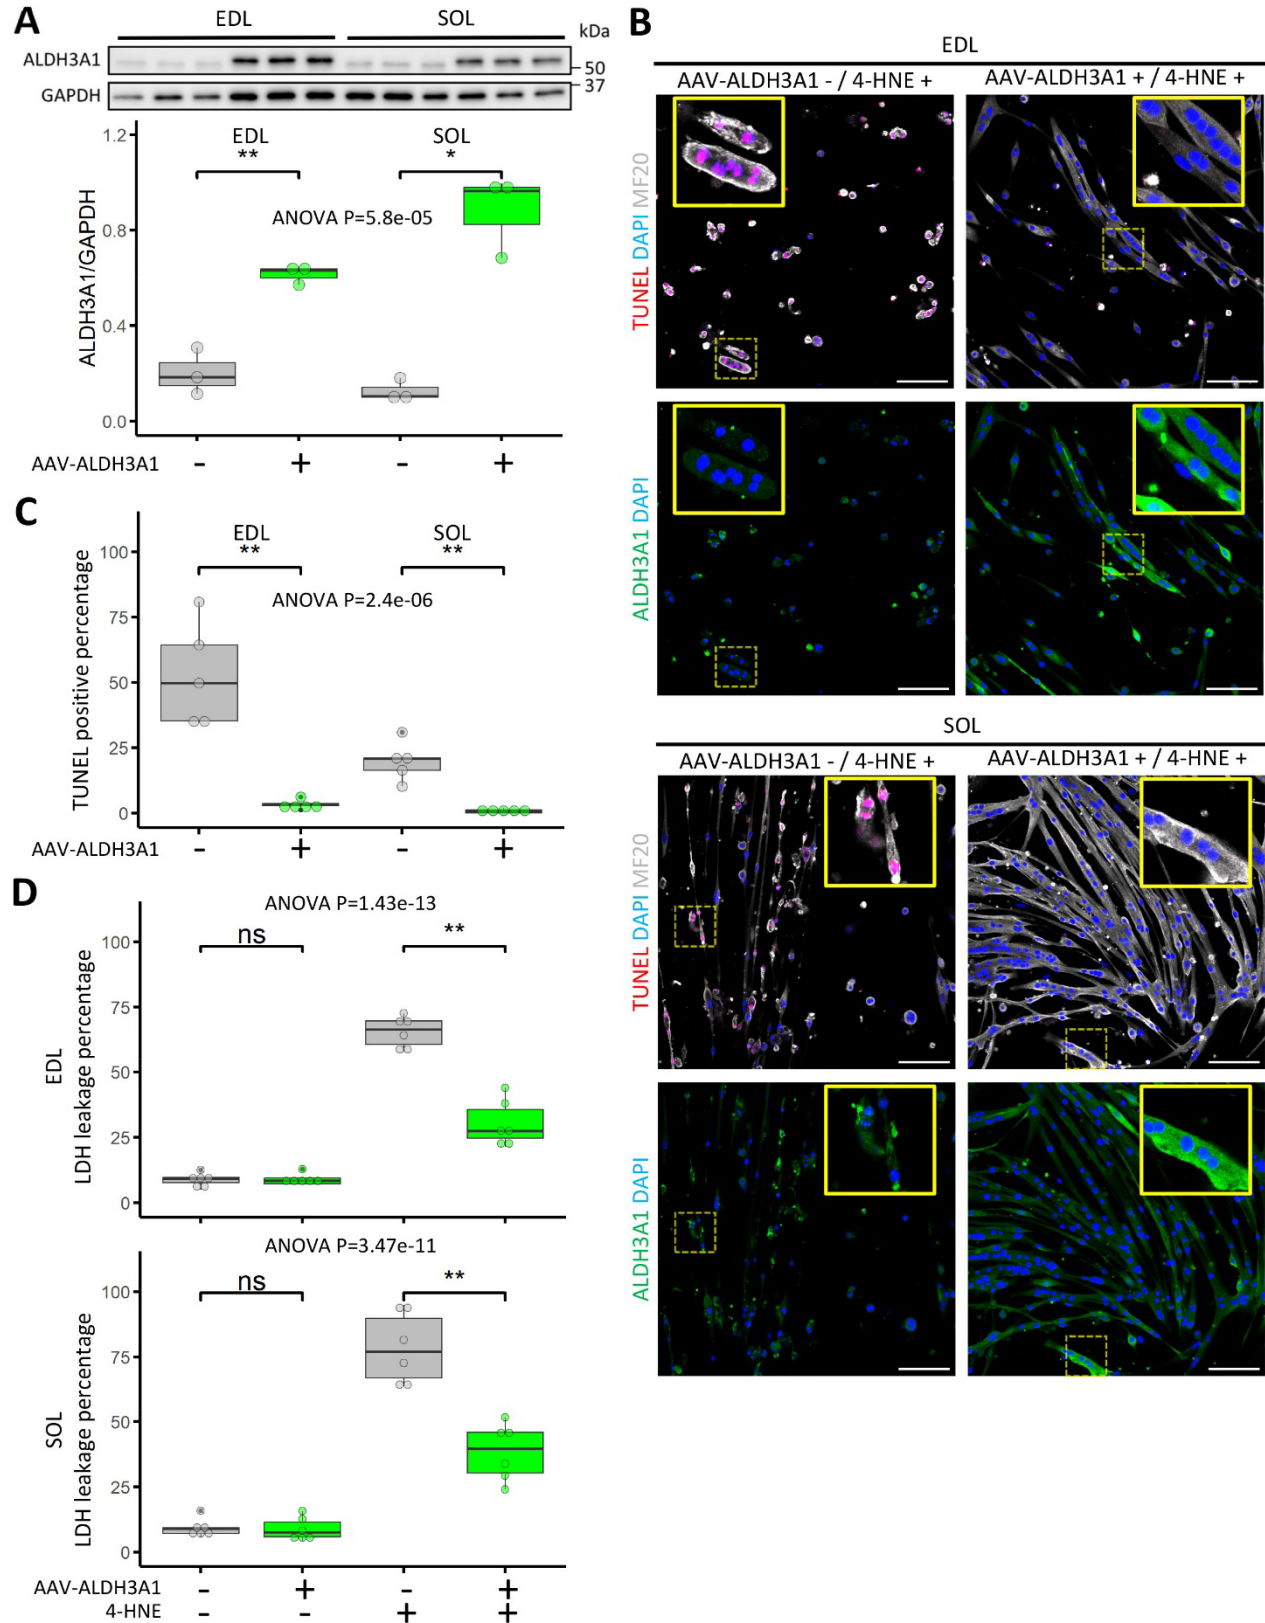 A
EDL SOL kDa
ALDH3A1
50
37
GAPDH
1.2
0.8
0.4
0.0
ALDH3A1/GAPDH
EDL SOL
** *
ANOVA P=5.8e-05
AAV-ALDH3A1 - + - +
B
EDL
AAV-ALDH3A1 - / 4-HNE + AAV-ALDH3A1 + / 4-HNE +
TUNEL DAPI MF20
ALDH3A1 DAPI
SOL
AAV-ALDH3A1 - / 4-HNE + AAV-ALDH3A1 + / 4-HNE +
TUNEL DAPI MF20
ALDH3A1 DAPI
C
100
75
50
25
0
TUNEL positive percentage
EDL SOL
** **
ANOVA P=2.4e-06
AAV-ALDH3A1 - + - +
D
ANOVA P=1.43e-13
ns **
100
75
50
25
0
EDL
LDH leakage percentage
ANOVA P=3.47e-11
ns **
100
75
50
25
0
SOL
LDH leakage percentage
AAV-ALDH3A1 - + - +
4-HNE - - + +